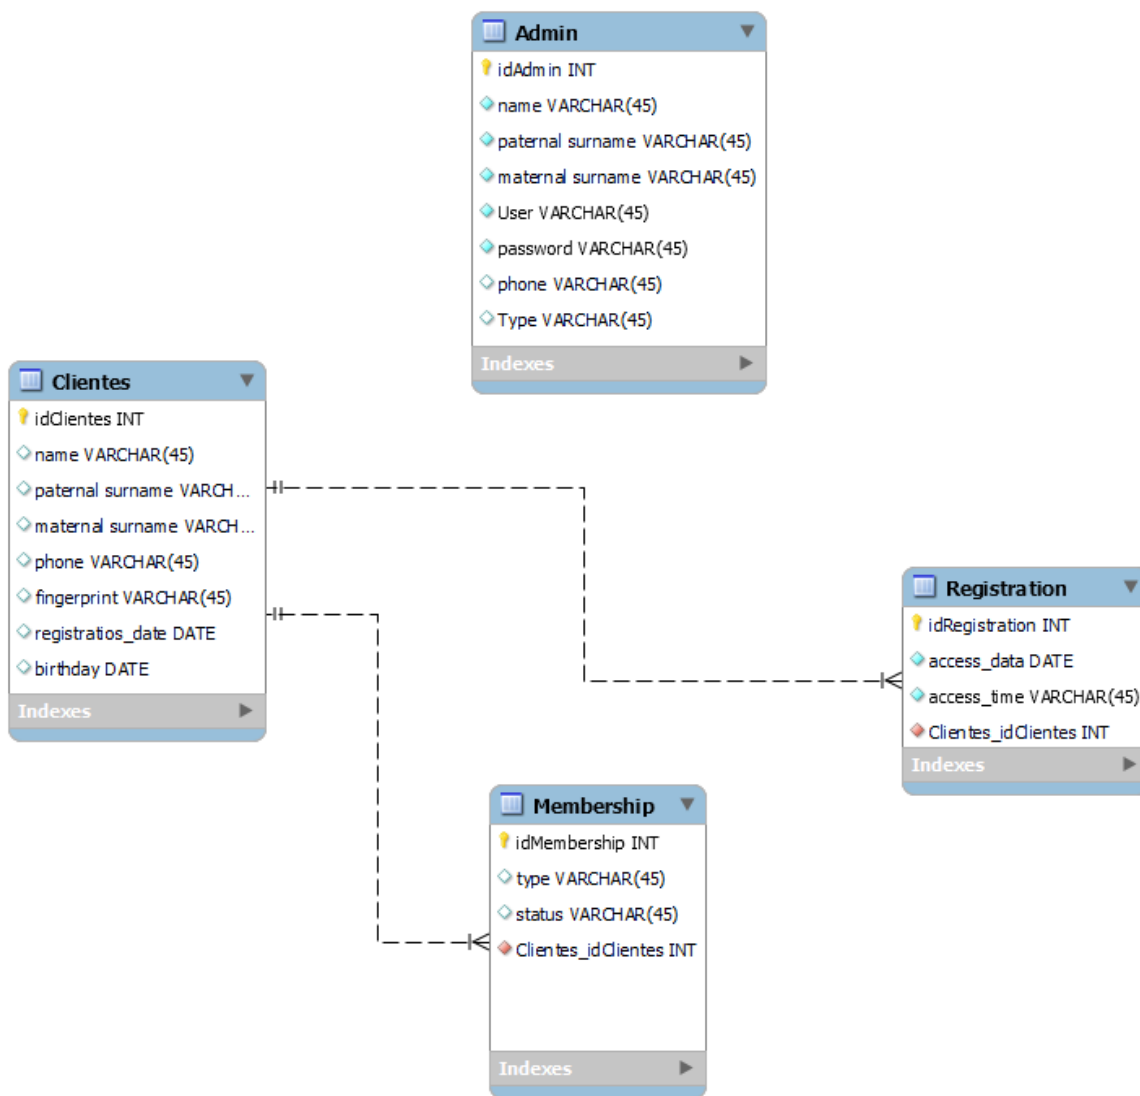 Admin
idAdmin INT
name VARCHAR(45)
paternal surname VARCHAR(45)
maternal surname VARCHAR(45)
User VARCHAR(45)
password VARCHAR(45)
phone VARCHAR(45)
Type VARCHAR(45)
Indexes
Clientes
idClientes INT
name VARCHAR(45)
paternal surname VARCH...
maternal surname VARCH...
phone VARCHAR(45)
fingerprint VARCHAR(45)
registratios_date DATE
birthday DATE
Indexes
Registration
idRegistration INT
access_data DATE
access_time VARCHAR(45)
Clientes_idClientes INT
Indexes
Membership
idMembership INT
type VARCHAR(45)
status VARCHAR(45)
Clientes_idClientes INT
Indexes